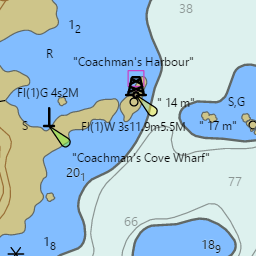 38
1₂
R
"Coachman's Harbour"
Fl(1)G 4s2M
" 14 m"
S,G
S
Fl(1)W 3s11.9m5.5M
" 17 m"
"Coachman's Cove Wharf"
20₁
77
66
1₈
18₉